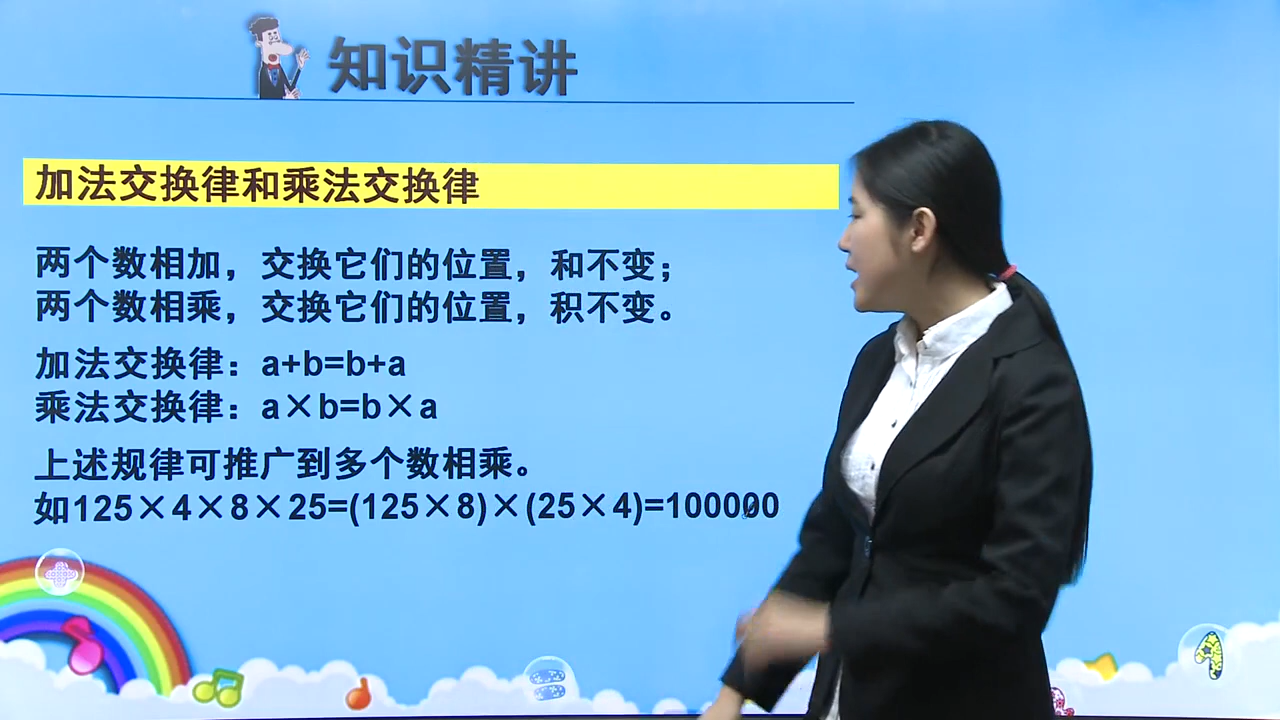 知识精讲
加法交换律和乘法交换律
两个数相加，交换它们的位置，和不变；
两个数相乘，交换它们的位置，积不变。
加法交换律：a+b=b+a
乘法交换律：a×b=b×a
上述规律可推广到多个数相乘。
如125×4×8×25=(125×8)×(25×4)=100000